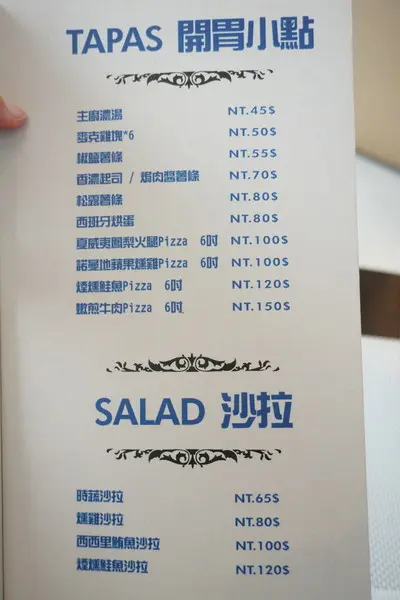 TAPAS 開胃小點
主廚濃湯 NT.45$
麥克雞塊*6 NT.50$
椒鹽薯條 NT.55$
香濃起司 / 焗肉醬薯條 NT.70$
松露薯條 NT.80$
西班牙烘蛋 NT.80$
夏威夷鳳梨火腿Pizza 6吋 NT.100$
諾曼地蘋果燻雞Pizza 6吋 NT.100$
煙燻鮭魚Pizza 6吋 NT.120$
嫩煎牛肉Pizza 6吋 NT.150$
SALAD 沙拉
時蔬沙拉 NT.65$
燻雞沙拉 NT.80$
西西里鮪魚沙拉 NT.100$
煙燻鮭魚沙拉 NT.120$